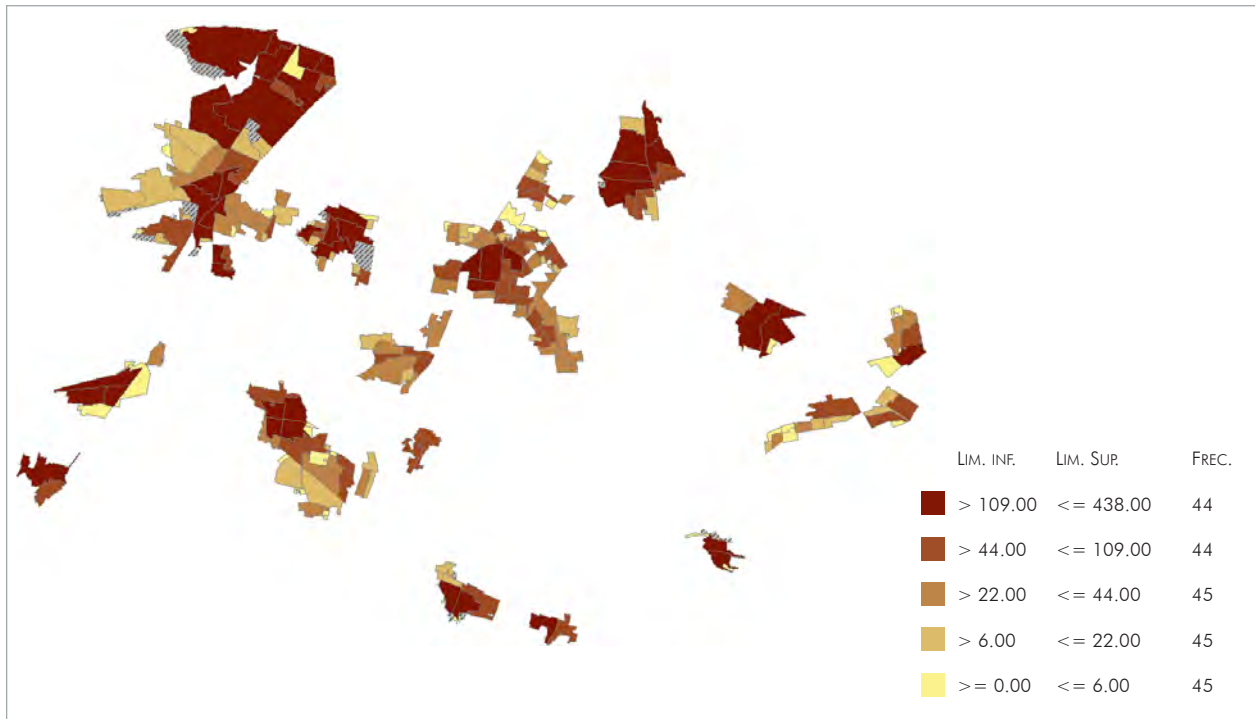 Lim. inf. Lim. Sup. Frec.
> 109.00 <= 438.00 44
> 44.00 <= 109.00 44
> 22.00 <= 44.00 45
> 6.00 <= 22.00 45
>= 0.00 <= 6.00 45